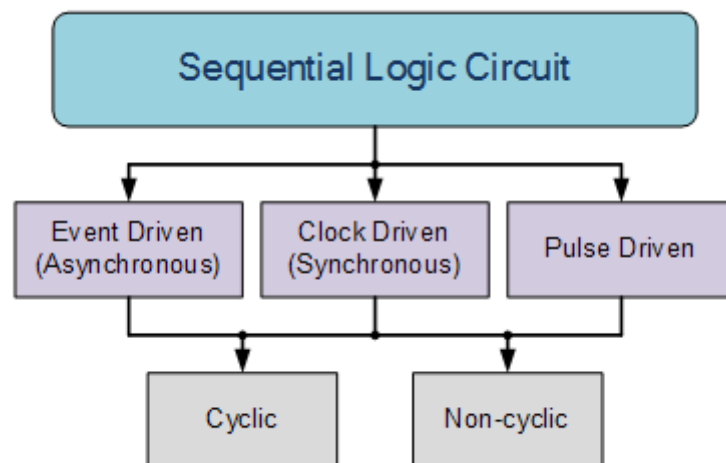 Sequential Logic Circuit
Event Driven
(Asynchronous)
Clock Driven
(Synchronous)
Pulse Driven
Cyclic
Non-cyclic